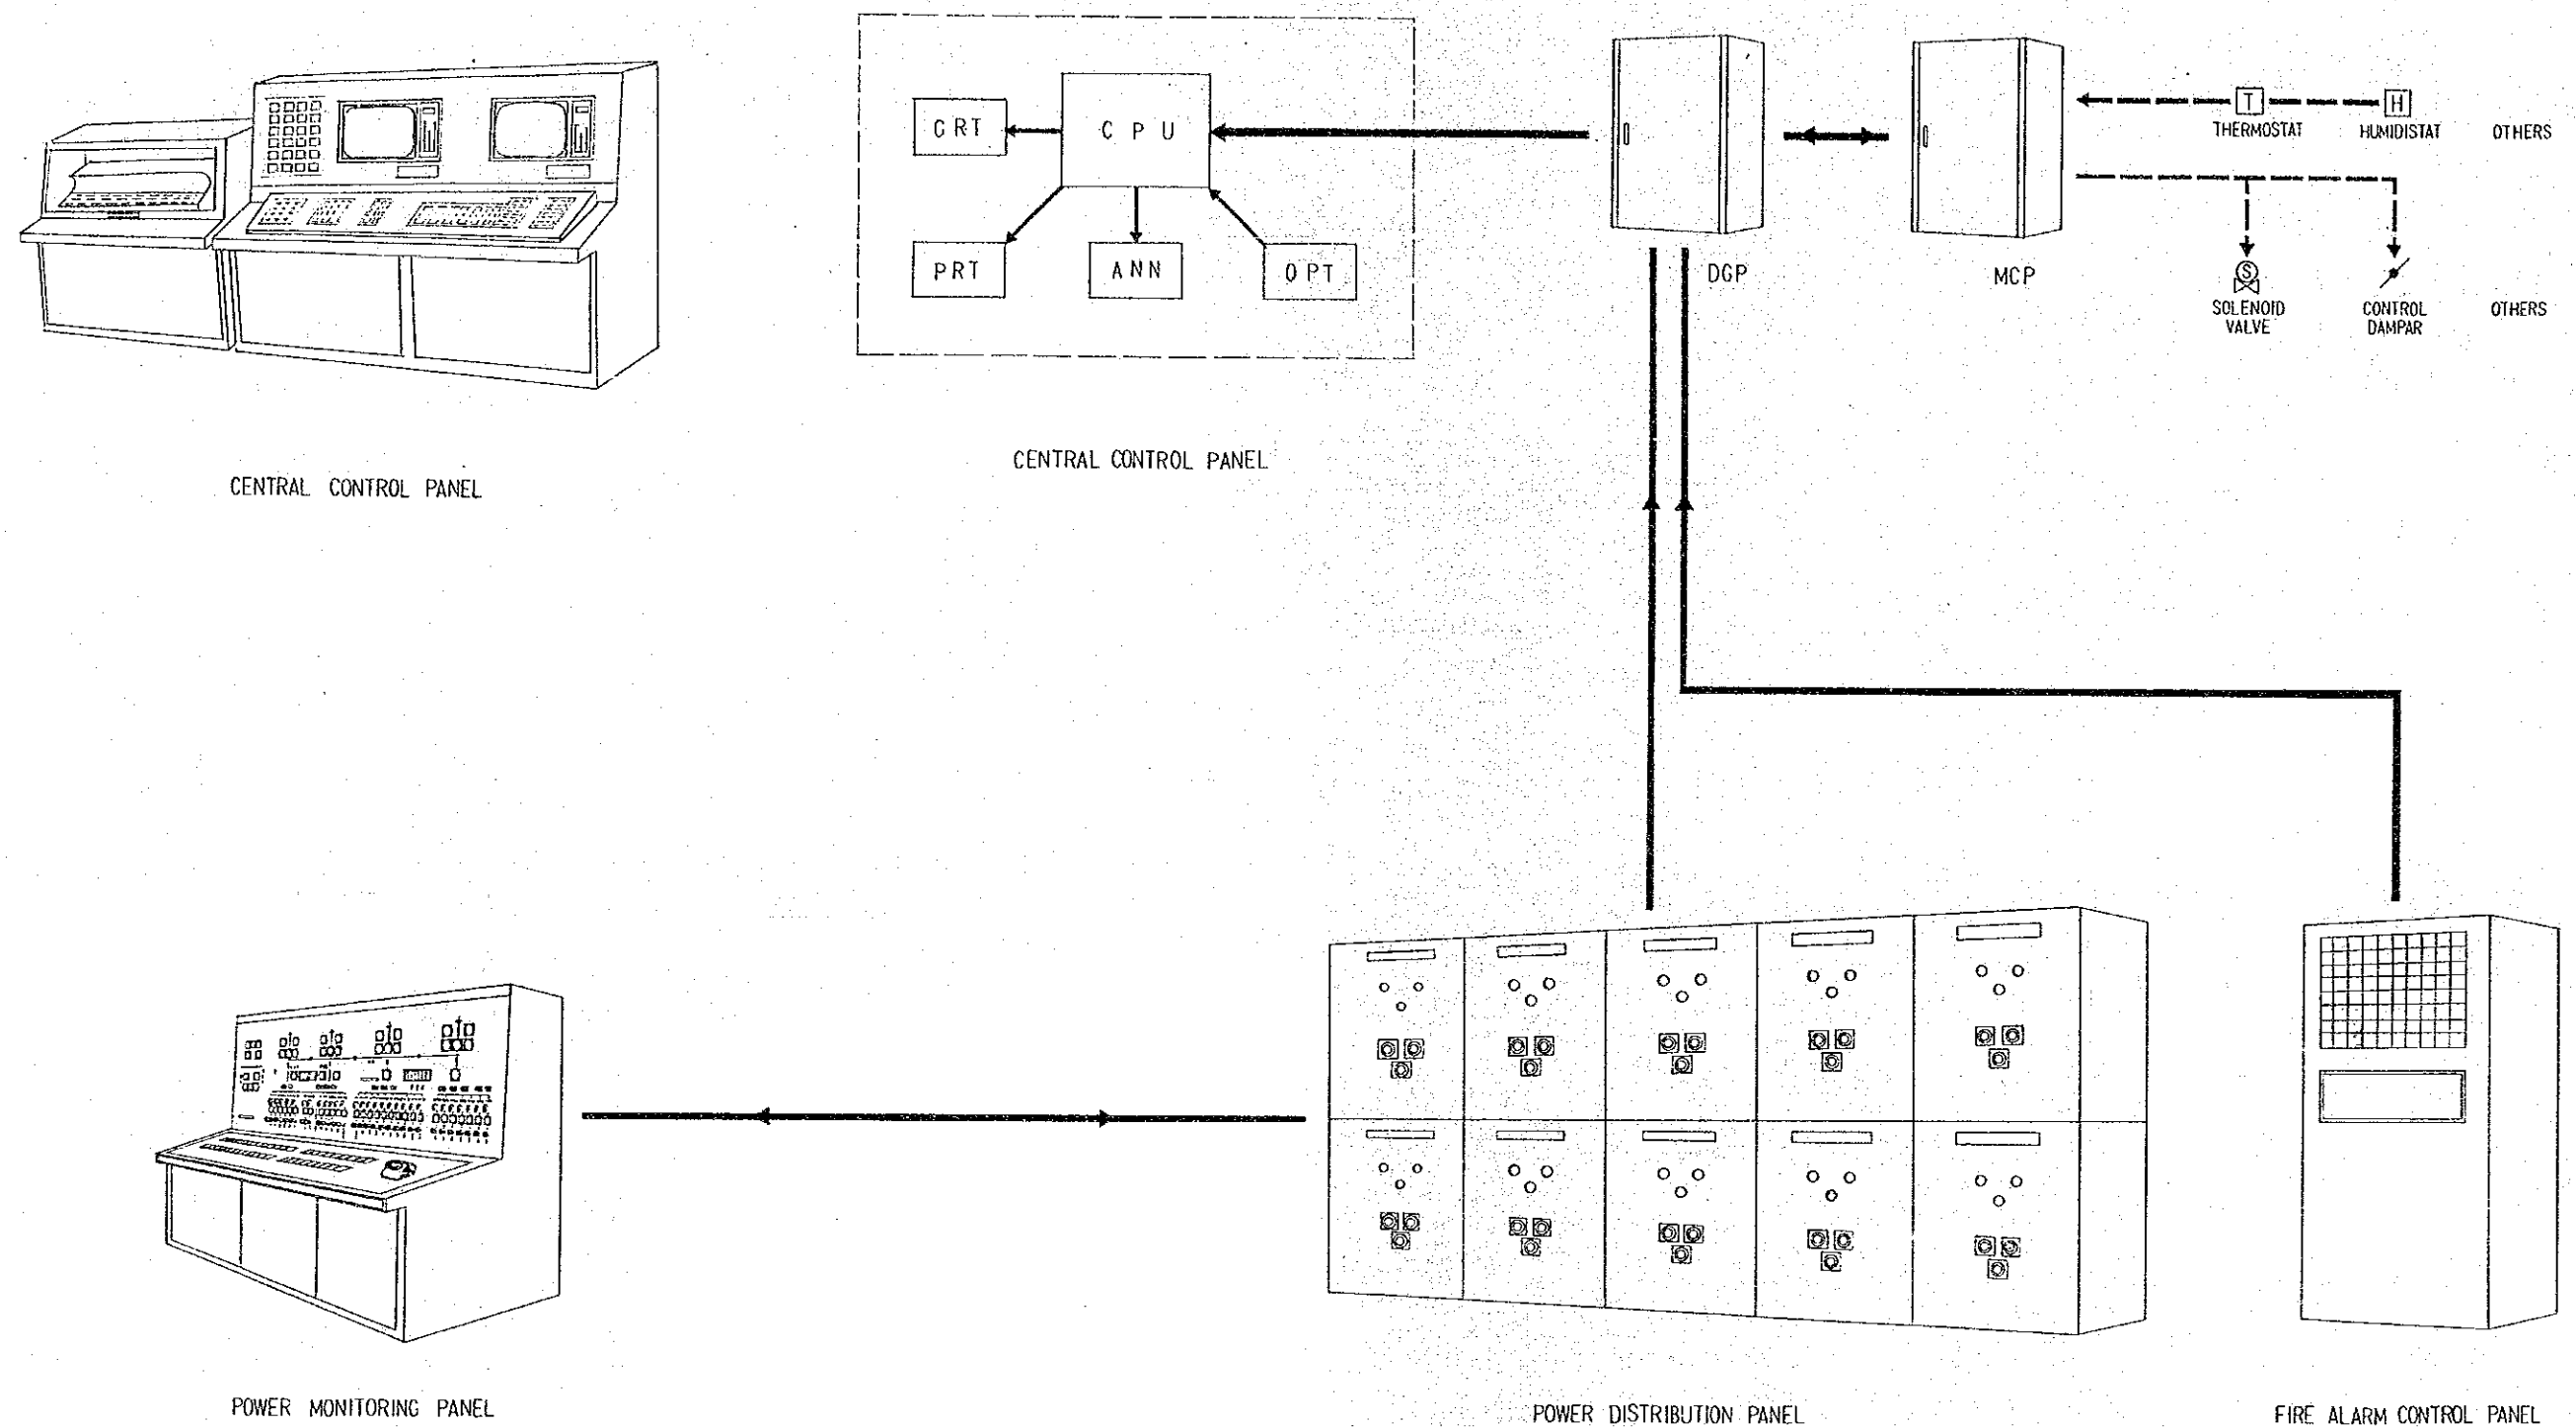 CRT
C P U
PRT
ANN
OPT
CENTRAL CONTROL PANEL
CENTRAL CONTROL PANEL
DGP
MCP
T
H
THERMOSTAT
HUMIDISTAT
OTHERS
S
SOLENOID
VALVE
CONTROL
DAMPAR
OTHERS
POWER MONITORING PANEL
POWER DISTRIBUTION PANEL
FIRE ALARM CONTROL PANEL